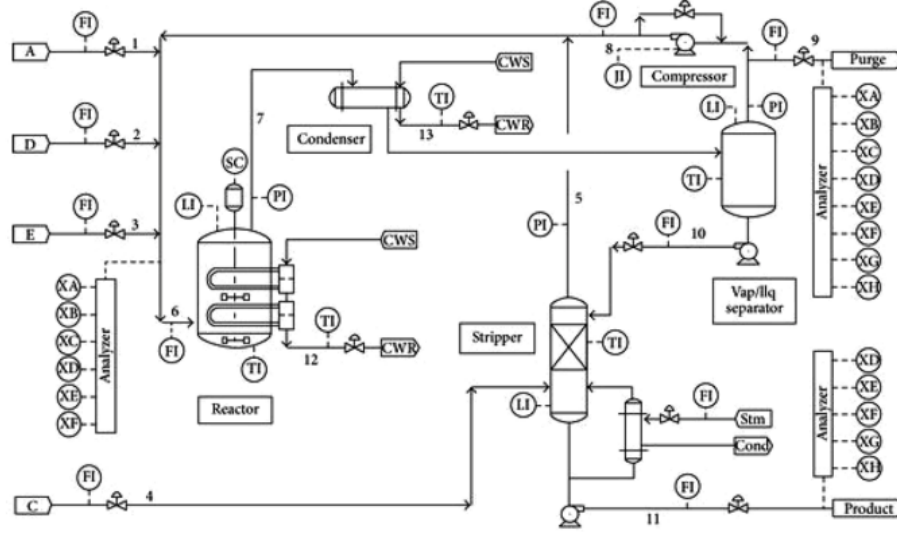 FI
FI
8
9
A
1
JI
Compressor
Purge
CWS
TI
LI
PI
XA
7
13
CWR
Condenser
FI
XB
D
2
XC
SC
TI
XD
LI
PI
5
Analyzer
XE
FI
E
3
PI
FI
10
XF
CWS
XG
XH
XA
Vap/liq
separator
XB
6
TI
XC
FI
12
CWR
Stripper
TI
XD
Analyzer
TI
XD
XE
XE
Reactor
LI
FI
Stm
XF
XF
Analyzer
XG
Cond
XH
FI
4
FI
C
11
Product